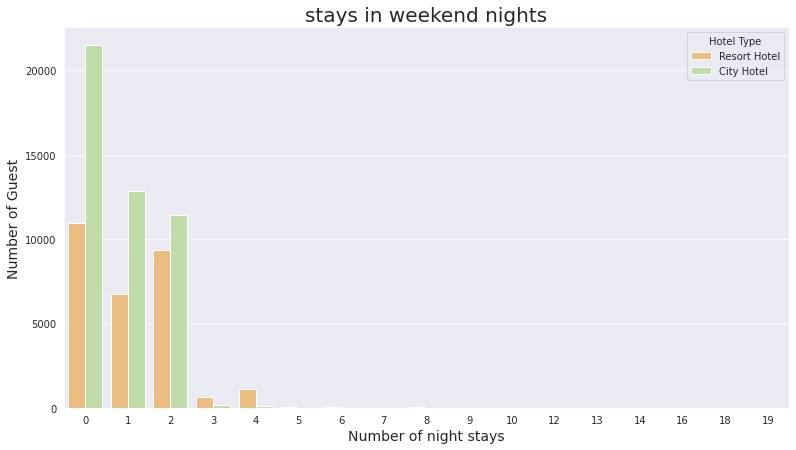 stays in weekend nights
Hotel Type
Resort Hotel
City Hotel
20000
15000
10000
5000
0
Number of Guest
0 1 2 3 4 5 6 7 8 9 10 12 13 14 16 18 19
Number of night stays